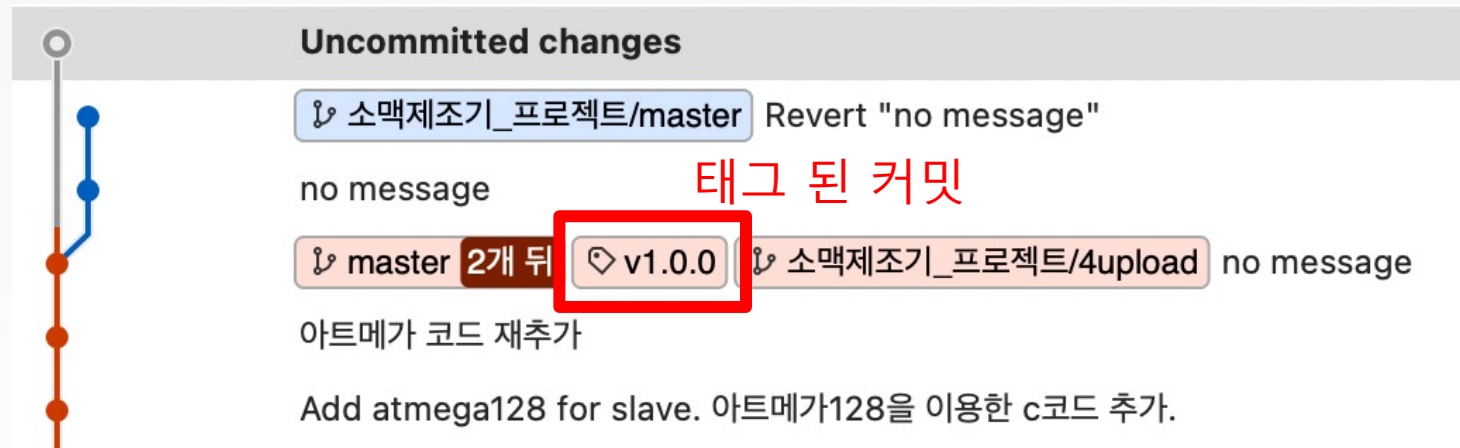 Uncommitted changes
소맥제조기_프로젝트/master Revert "no message"
태그 된 커밋
no message
master 2개 뒤 v1.0.0 소맥제조기_프로젝트/4upload no message
아트메가 코드 재추가
Add atmega128 for slave. 아트메가128을 이용한 c코드 추가.